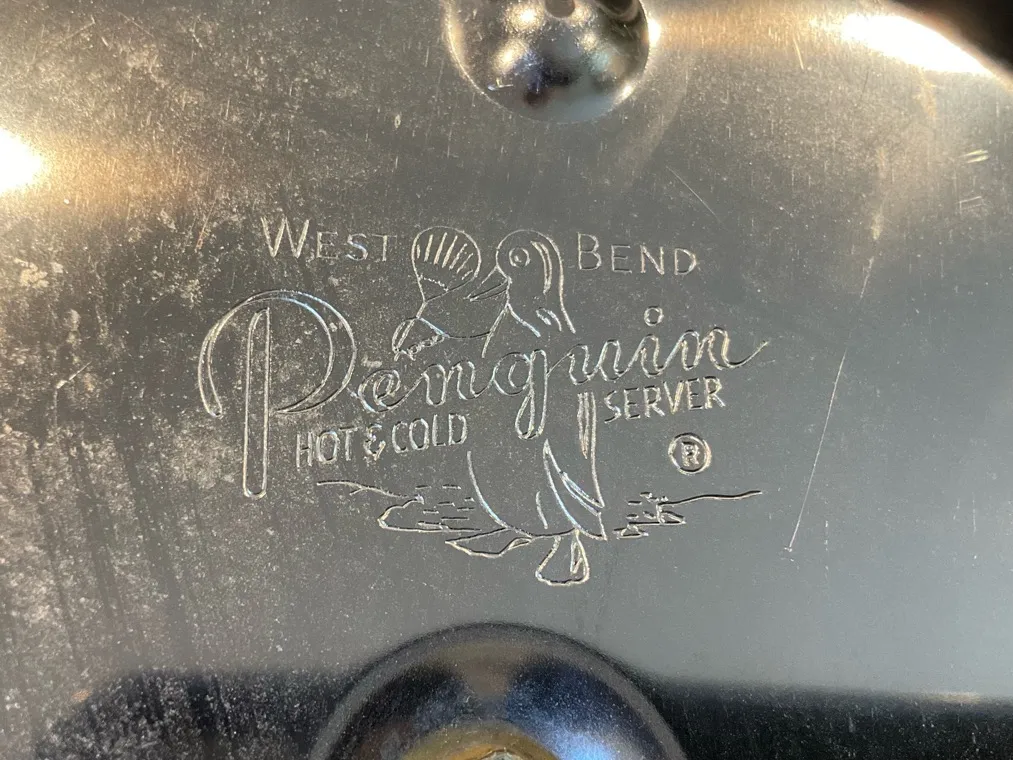 WEST BEND
Penguin
HOT & COLD SERVER
®